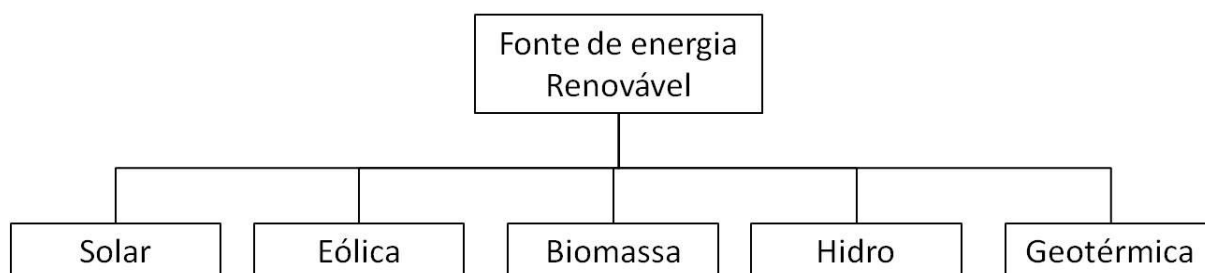 Fonte de energia
Renovável
Solar
Eólica
Biomassa
Hidro
Geotérmica